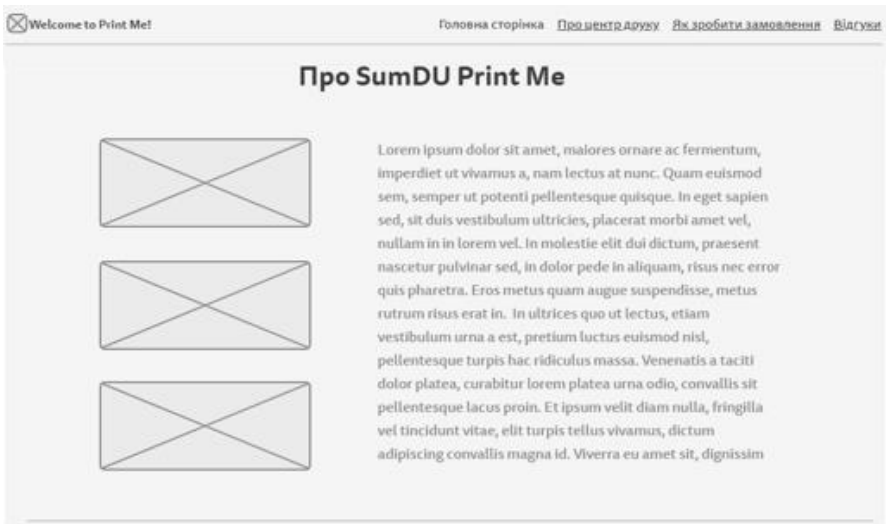 Welcome to Print Me!
Головна сторінка Про центр друку Як зробити замовлення Відгуки
Про SumDU Print Me
Lorem ipsum dolor sit amet, maiores ornare ac fermentum,
imperdiet ut vivamus a, nam lectus at nunc. Quam euismod
sem, semper ut potenti pellentesque quisque. In eget sapien
sed, sit duis vestibulum ultricies, placerat morbi amet vel,
nullam in in lorem vel. In molestie elit dui dictum, praesent
nascetur pulvinar sed, in dolor pede in aliquam, risus nec error
quis pharetra. Eros metus quam augue suspendisse, metus
rutrum risus erat in. In ultrices quo ut lectus, etiam
vestibulum urna a est, pretium luctus euismod nisl,
pellentesque turpis hac ridiculus massa. Venenatis a taciti
dolor platea, curabitur lorem platea urna odio, convallis sit
pellentesque lacus proin. Et ipsum velit diam nulla, fringilla
vel tincidunt vitae, elit turpis tellus vivamus, dictum
adipiscing convallis magna id. Viverra eu amet sit, dignissim